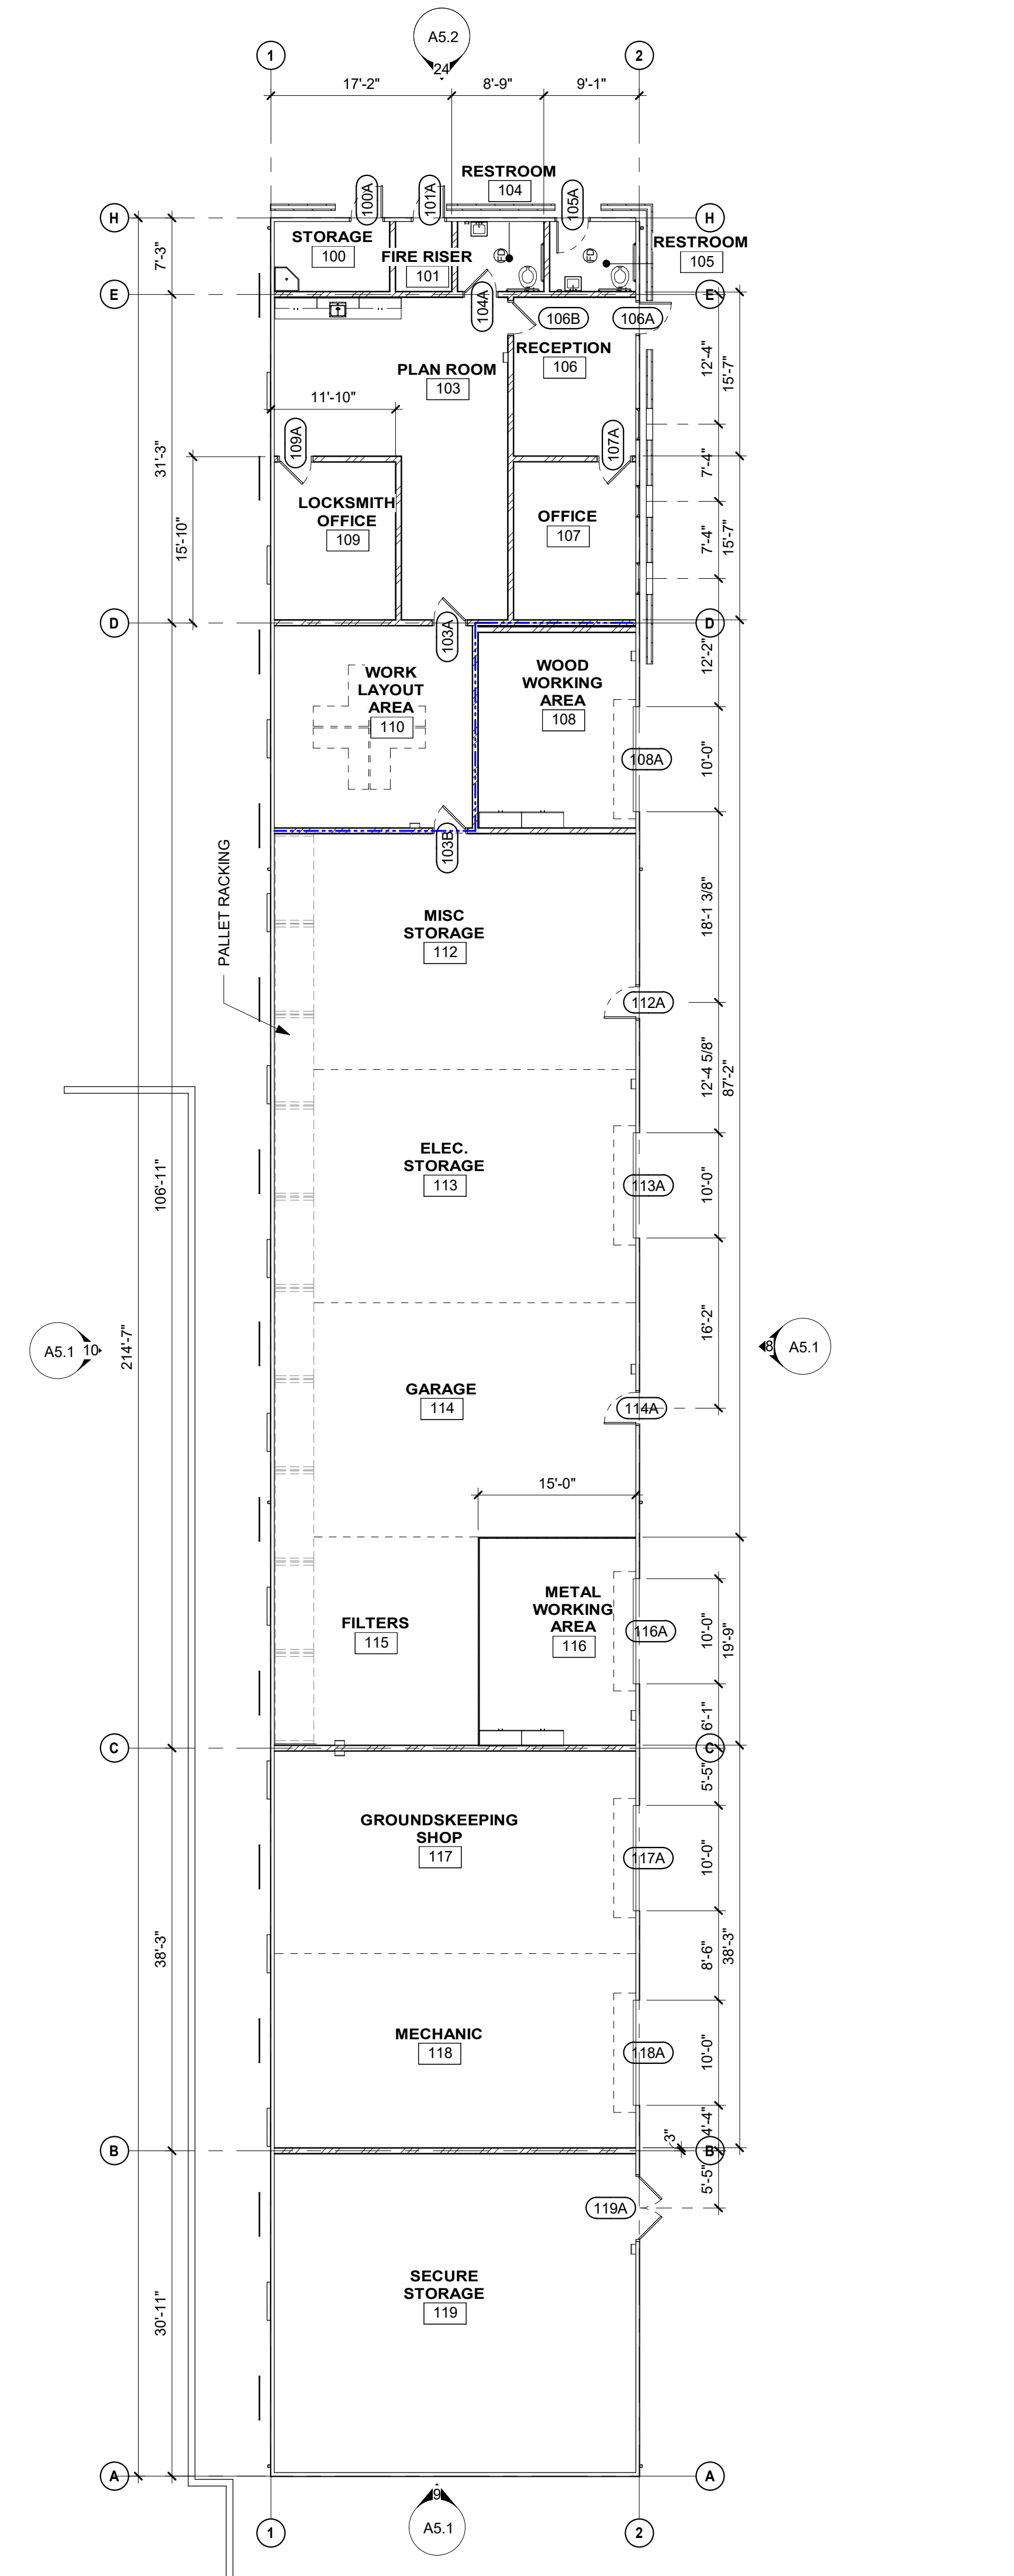 A5.2
24
1
2
17'-2"
8'-9"
9'-1"
RESTROOM
104
100A
101A
105A
H
H
STORAGE
100
FIRE RISER
101
RESTROOM
105
7'-3"
E
E
104A
106B
106A
RECEPTION
106
PLAN ROOM
103
12'-4"
15'-7"
11'-10"
109A
107A
31'-3"
7'-4"
LOCKSMITH
OFFICE
109
OFFICE
107
15'-10"
7'-4"
15'-7"
D
D
103A
12'-2"
WORK
LAYOUT
AREA
110
WOOD
WORKING
AREA
108
108A
10'-0"
103B
PALLET RACKING
MISC
STORAGE
112
18'-1 3/8"
112A
12'-4 5/8"
87'-2"
ELEC.
STORAGE
113
113A
10'-0"
106'-11"
16'-2"
A5.1
10
214'-7"
8
A5.1
GARAGE
114
114A
15'-0"
METAL
WORKING
AREA
116
116A
FILTERS
115
10'-0"
19'-9"
6'-1"
C
C
5'-5"
GROUNDSKEEPING
SHOP
117
117A
10'-0"
38'-3"
8'-6"
38'-3"
MECHANIC
118
118A
10'-0"
4'-4"
3"
B
B
5'-5"
119A
SECURE
STORAGE
119
30'-11"
A
A
9
A5.1
1
2